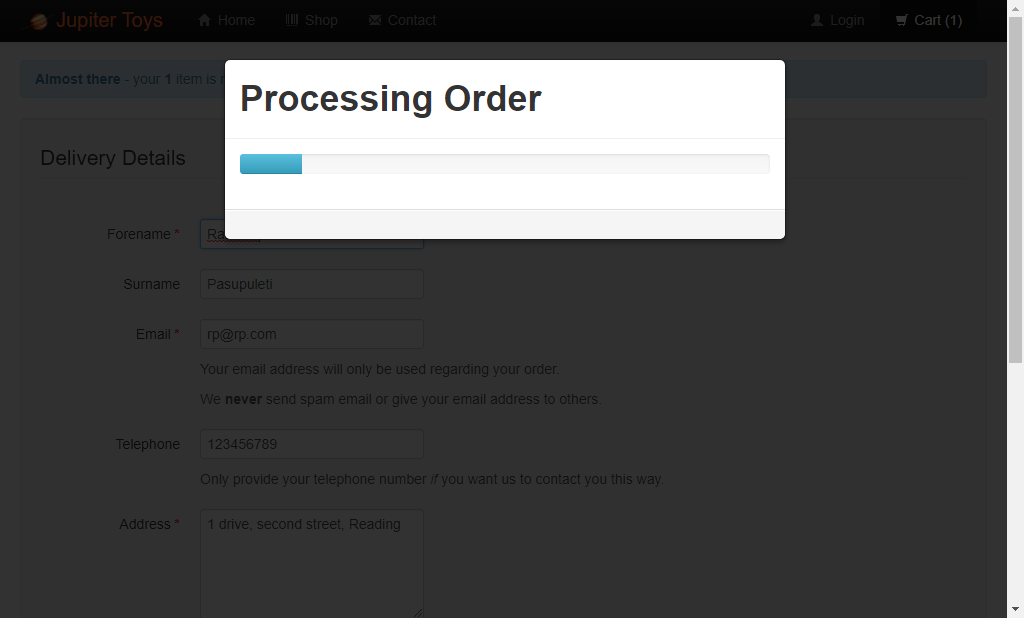 Jupiter Toys Home Shop Contact Login Cart (1)
Almost there - your 1 item is
Processing Order
Delivery Details
Forename *
Surname Pasupuleti
Email * rp@rp.com
Your email address will only be used regarding your order.
We never send spam email or give your email address to others.
Telephone 123456789
Only provide your telephone number if you want us to contact you this way.
Address * 1 drive, second street, Reading